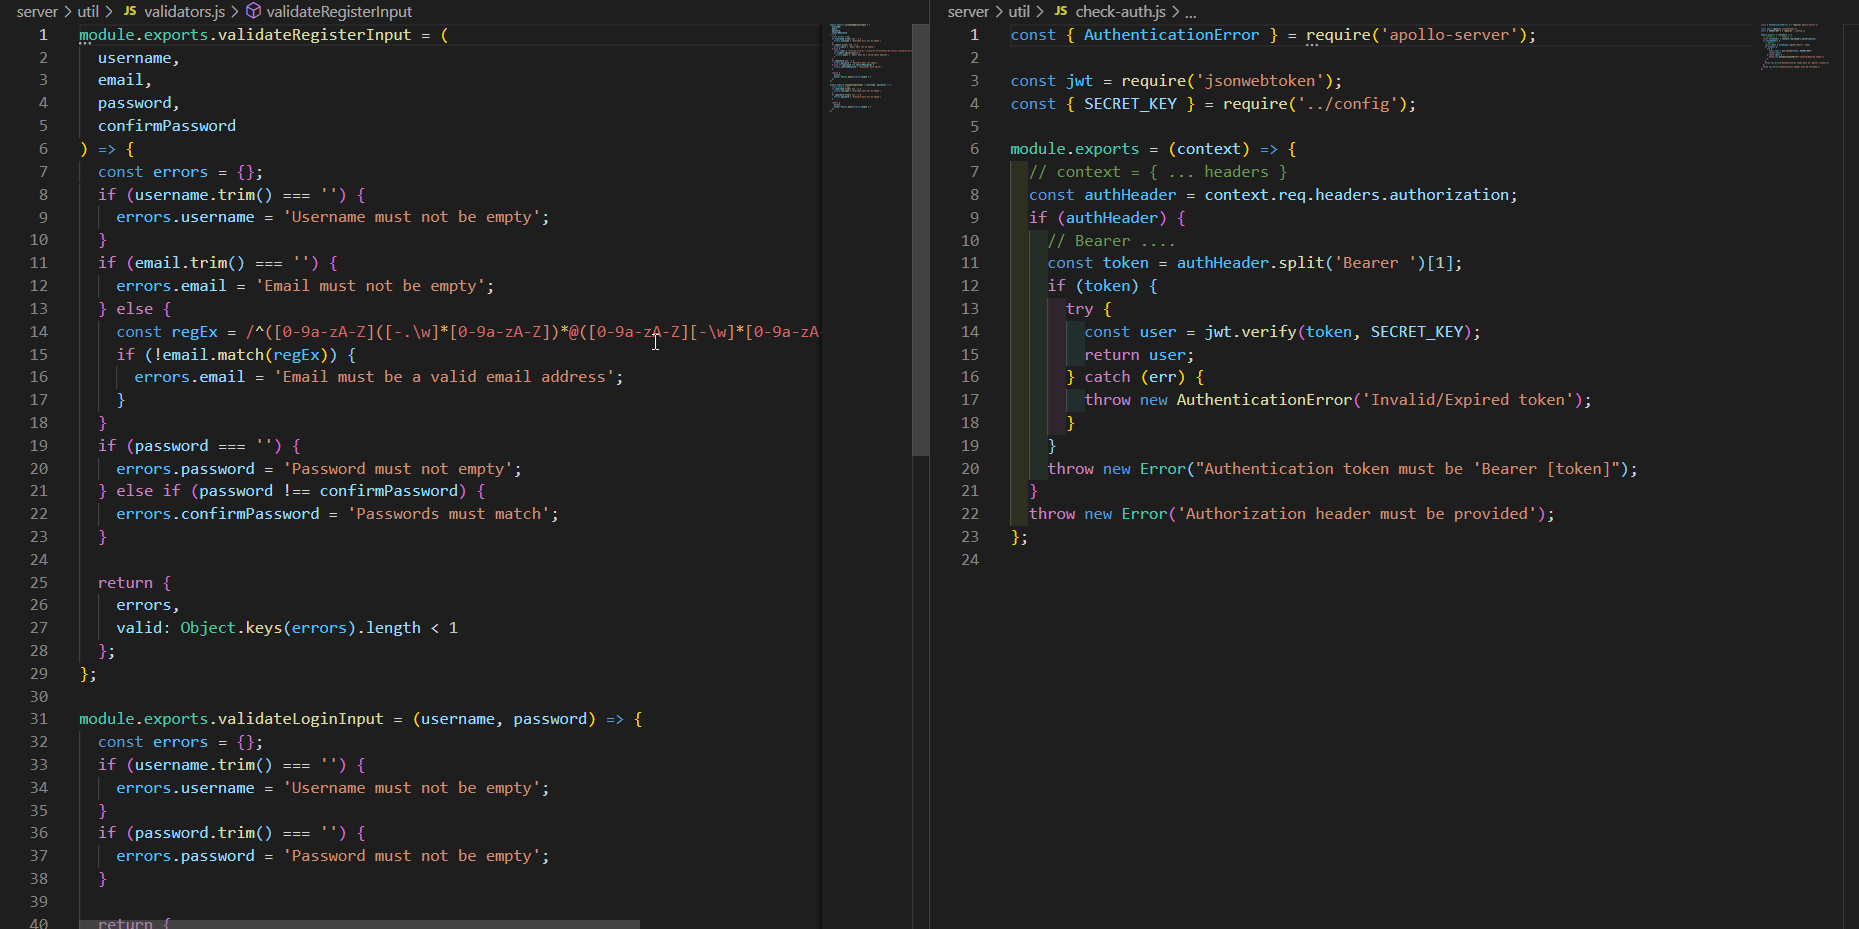 server > util > JS validators.js > validateRegisterInput
1 module.exports.validateRegisterInput = (
2 username,
3 email,
4 password,
5 confirmPassword
6 ) => {
7 const errors = {};
8 if (username.trim() === '') {
9 errors.username = 'Username must not be empty';
10 }
11 if (email.trim() === '') {
12 errors.email = 'Email must not be empty';
13 } else {
14 const regEx = /^([0-9a-zA-Z]([-.\w]*[0-9a-zA-Z])*@([0-9a-zA-Z][-\w]*[0-9a-zA-
15 if (!email.match(regEx)) {
16 errors.email = 'Email must be a valid email address';
17 }
18 }
19 if (password === '') {
20 errors.password = 'Password must not empty';
21 } else if (password !== confirmPassword) {
22 errors.confirmPassword = 'Passwords must match';
23 }
24
25 return {
26 errors,
27 valid: Object.keys(errors).length < 1
28 };
29 };
30
31 module.exports.validateLoginInput = (username, password) => {
32 const errors = {};
33 if (username.trim() === '') {
34 errors.username = 'Username must not be empty';
35 }
36 if (password.trim() === '') {
37 errors.password = 'Password must not be empty';
38 }
39
40 return {
server > util > JS check-auth.js > ...
1 const { AuthenticationError } = require('apollo-server');
2
3 const jwt = require('jsonwebtoken');
4 const { SECRET_KEY } = require('../config');
5
6 module.exports = (context) => {
7 // context = { ... headers }
8 const authHeader = context.req.headers.authorization;
9 if (authHeader) {
10 // Bearer ....
11 const token = authHeader.split('Bearer ')[1];
12 if (token) {
13 try {
14 const user = jwt.verify(token, SECRET_KEY);
15 return user;
16 } catch (err) {
17 throw new AuthenticationError('Invalid/Expired token');
18 }
19 }
20 throw new Error("Authentication token must be 'Bearer [token]");
21 }
22 throw new Error('Authorization header must be provided');
23 };
24